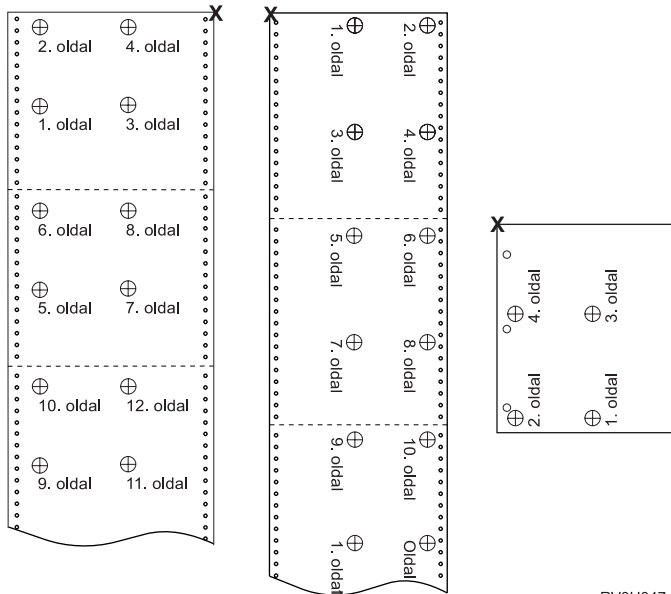 X
2. oldal 4. oldal
1. oldal 3. oldal
6. oldal 8. oldal
5. oldal 7. oldal
10. oldal 12. oldal
9. oldal 11. oldal
X
1. oldal 2. oldal
3. oldal 4. oldal
5. oldal 6. oldal
7. oldal 8. oldal
9. oldal 10. oldal
1. oldal Oldal
X
4. oldal 3. oldal
2. oldal 1. oldal